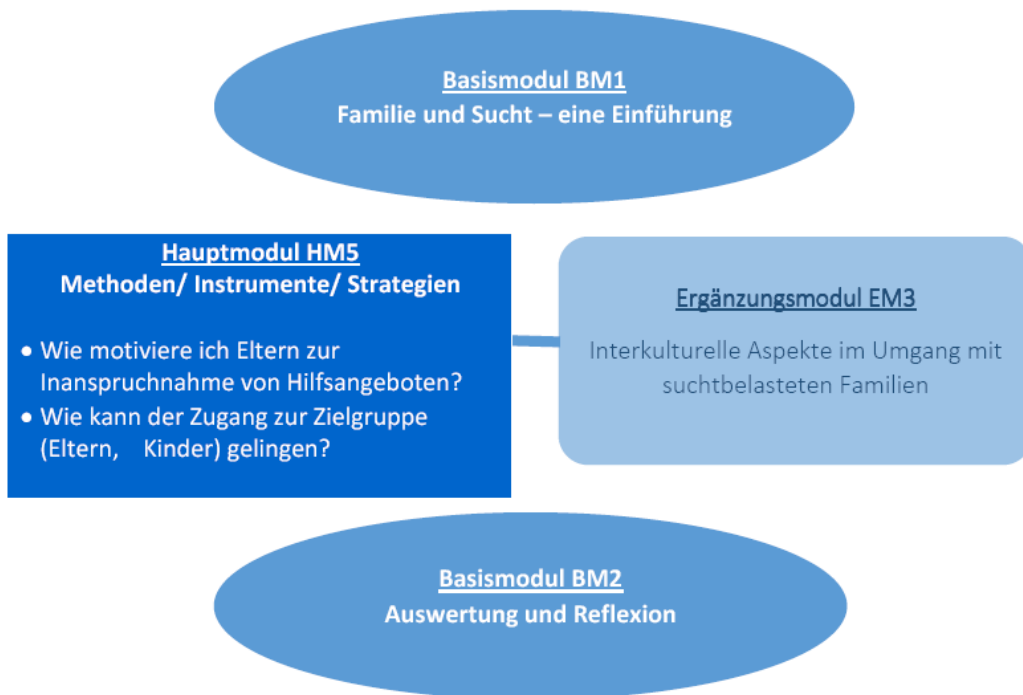 Basismodul BM1
Familie und Sucht – eine Einführung
Hauptmodul HM5
Methoden/ Instrumente/ Strategien
• Wie motiviere ich Eltern zur
Inanspruchnahme von Hilfsangeboten?
• Wie kann der Zugang zur Zielgruppe
(Eltern, Kinder) gelingen?
Ergänzungsmodul EM3
Interkulturelle Aspekte im Umgang mit
suchtbelasteten Familien
Basismodul BM2
Auswertung und Reflexion